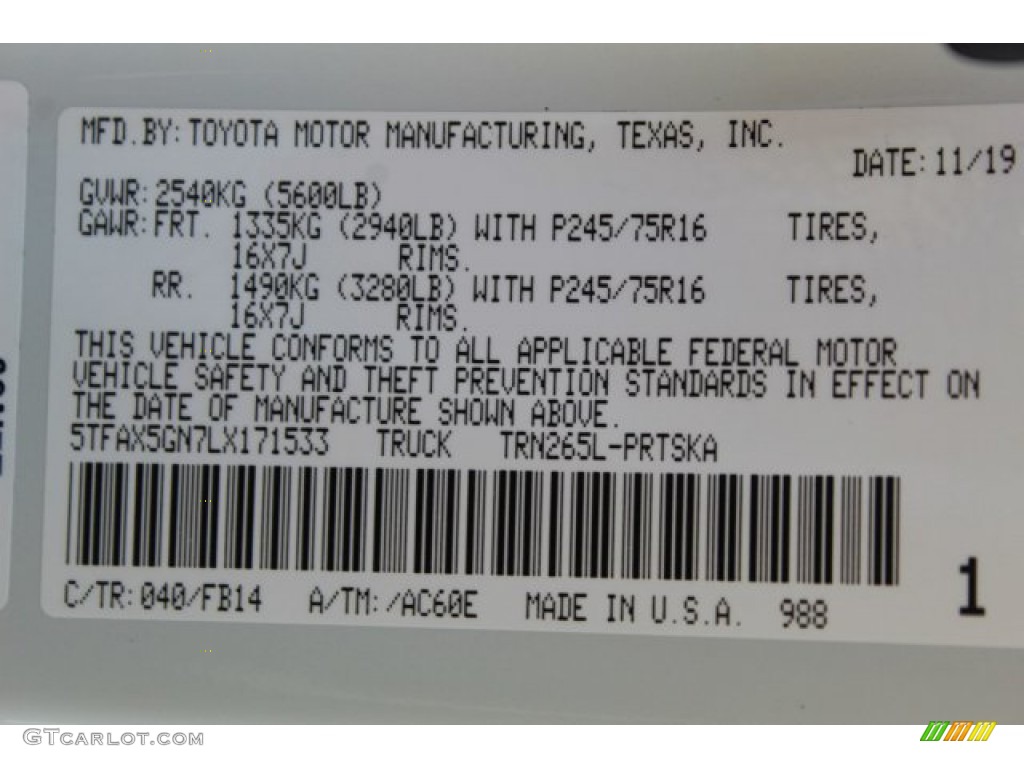 MFD.BY: TOYOTA MOTOR MANUFACTURING, TEXAS, INC.
DATE: 11/19
GVWR: 2540KG (5600LB)
GAWR: FRT. 1335KG (2940LB) WITH P245/75R16 TIRES,
16X7J RIMS.
RR. 1490KG (3280LB) WITH P245/75R16 TIRES,
16X7J RIMS.
THIS VEHICLE CONFORMS TO ALL APPLICABLE FEDERAL MOTOR
VEHICLE SAFETY AND THEFT PREVENTION STANDARDS IN EFFECT ON
THE DATE OF MANUFACTURE SHOWN ABOVE.
5TFAX5GN7LX171533 TRUCK TRN265L-PRTSKA
C/TR: 040/FB14 A/TM: /AC60E MADE IN U.S.A. 988
1
GTCARLOT.COM